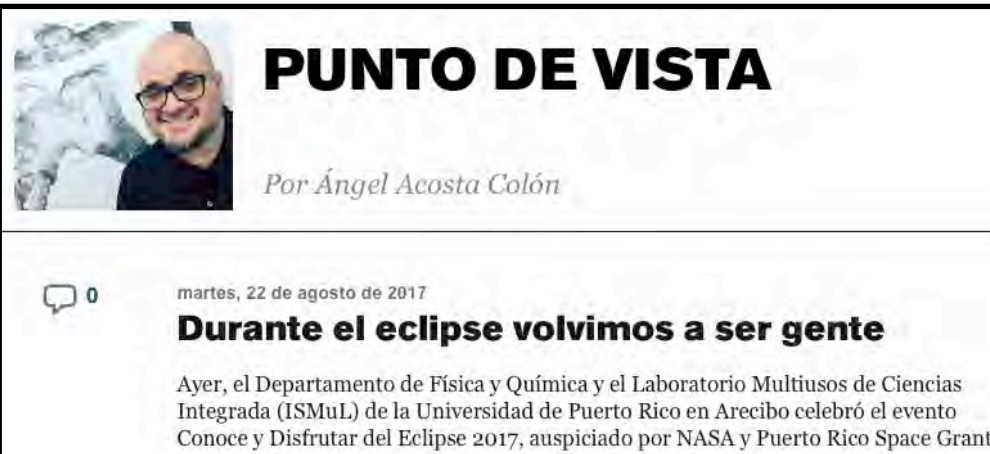 PUNTO DE VISTA
Por Ángel Acosta Colón
0
martes, 22 de agosto de 2017
Durante el eclipse volvimos a ser gente
Ayer, el Departamento de Física y Química y el Laboratorio Multiusos de Ciencias
Integrada (ISMuL) de la Universidad de Puerto Rico en Arecibo celebró el evento
Conoce y Disfrutar del Eclipse 2017, auspiciado por NASA y Puerto Rico Space Grant